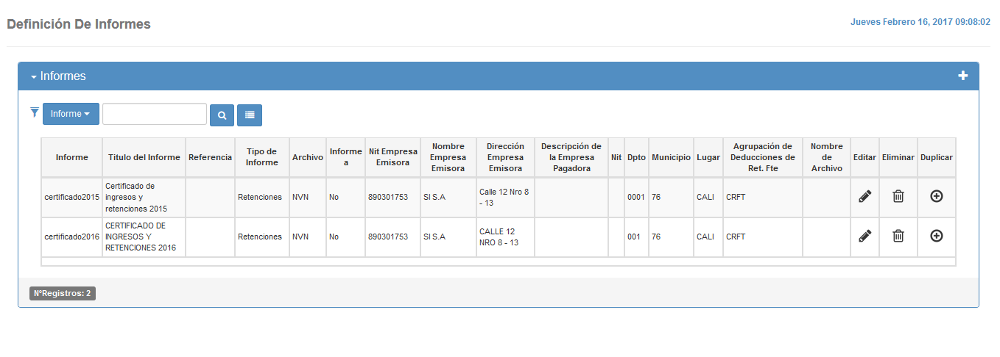 Definición De Informes
Jueves Febrero 16, 2017 09:08:02
Informes
Informe
Informe Titulo del Informe Referencia Tipo de Informe Archivo Informe a Nit Empresa Emisora Nombre Empresa Emisora Dirección Empresa Emisora Descripción de la Empresa Pagadora Nit Dpto Municipio Lugar Agrupación de Deducciones de Ret. Fte Nombre de Archivo Editar Eliminar Duplicar
certificado2015 Certificado de ingresos y retenciones 2015 Retenciones NVN No 890301753 SI S.A Calle 12 Nro 8 - 13 0001 76 CALI CRFT
certificado2016 CERTIFICADO DE INGRESOS Y RETENCIONES 2016 Retenciones NVN No 890301753 SI S.A CALLE 12 NRO 8 - 13 001 76 CALI CRFT
N°Registros: 2